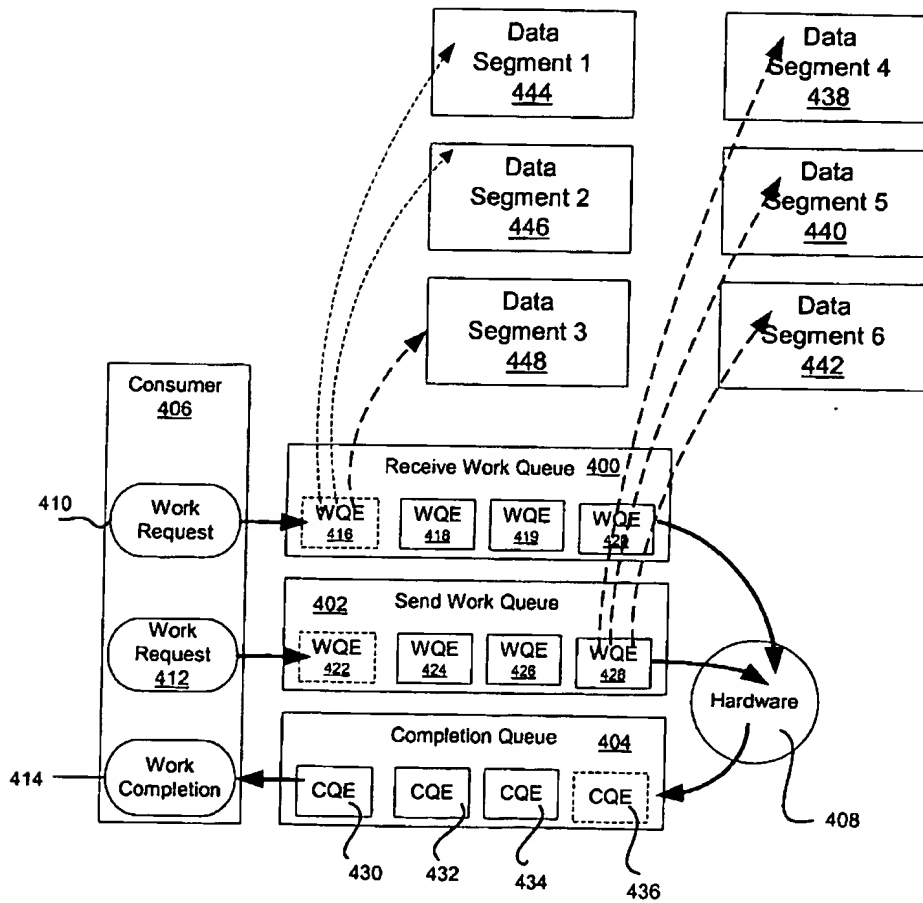 Data
Segment 1
444
Data
Segment 4
438
Data
Segment 2
446
Data
Segment 5
440
Data
Segment 3
448
Data
Segment 6
442
Consumer
406
Receive Work Queue 400
410
Work
Request
WQE
416
WQE
418
WQE
419
WQE
402
Send Work Queue
Work
Request
412
WQE
422
WQE
424
WQE
426
WQE
428
Hardware
Completion Queue
404
414
Work
Completion
CQE
CQE
CQE
CQE
408
430
432
434
436